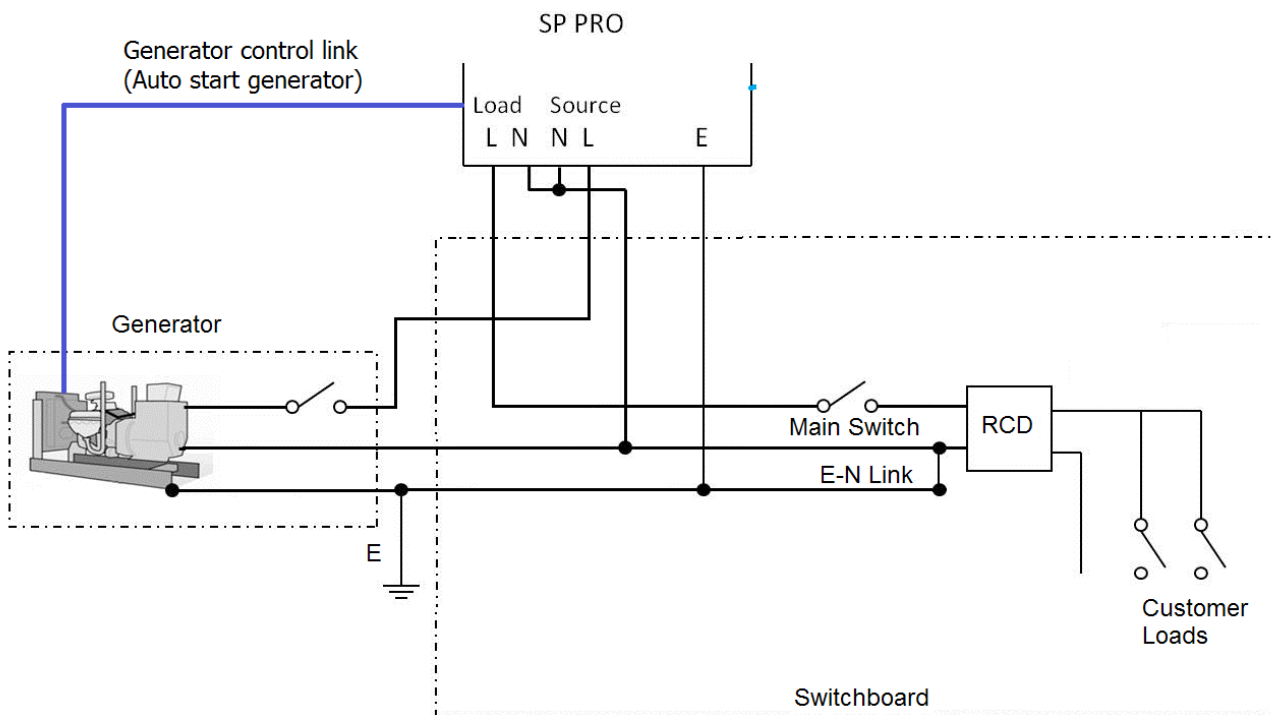 SP PRO
Generator control link
(Auto start generator)
Load Source
L N N L E
Generator
Main Switch
RCD
E-N Link
E
Customer
Loads
Switchboard